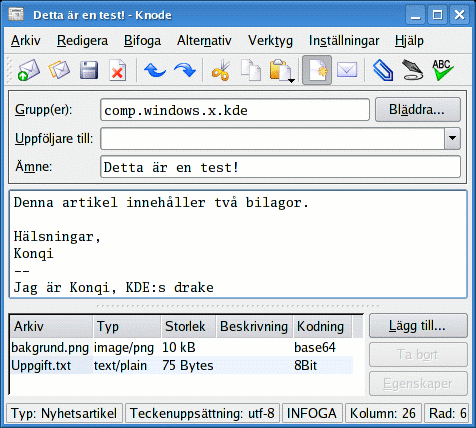 Detta är en test! - Knode
Arkiv Redigera Bifoga Alternativ Verktyg Inställningar Hjälp
ABC
Grupp(er): comp.windows.x.kde Bläddra...
Uppföljare till:
Ämne: Detta är en test!
Denna artikel innehåller två bilagor.
Hälsningar,
Konqi
--
Jag är Konqi, KDE:s drake
Arkiv Typ Storlek Beskrivning Kodning Lägg till...
bakgrund.png image/png 10 kB base64
Uppgift.txt text/plain 75 Bytes 8Bit
Ta bort
Egenskaper
Typ: Nyhetsartikel Teckenuppsättning: utf-8 INFOGA Kolumn: 26 Rad: 6